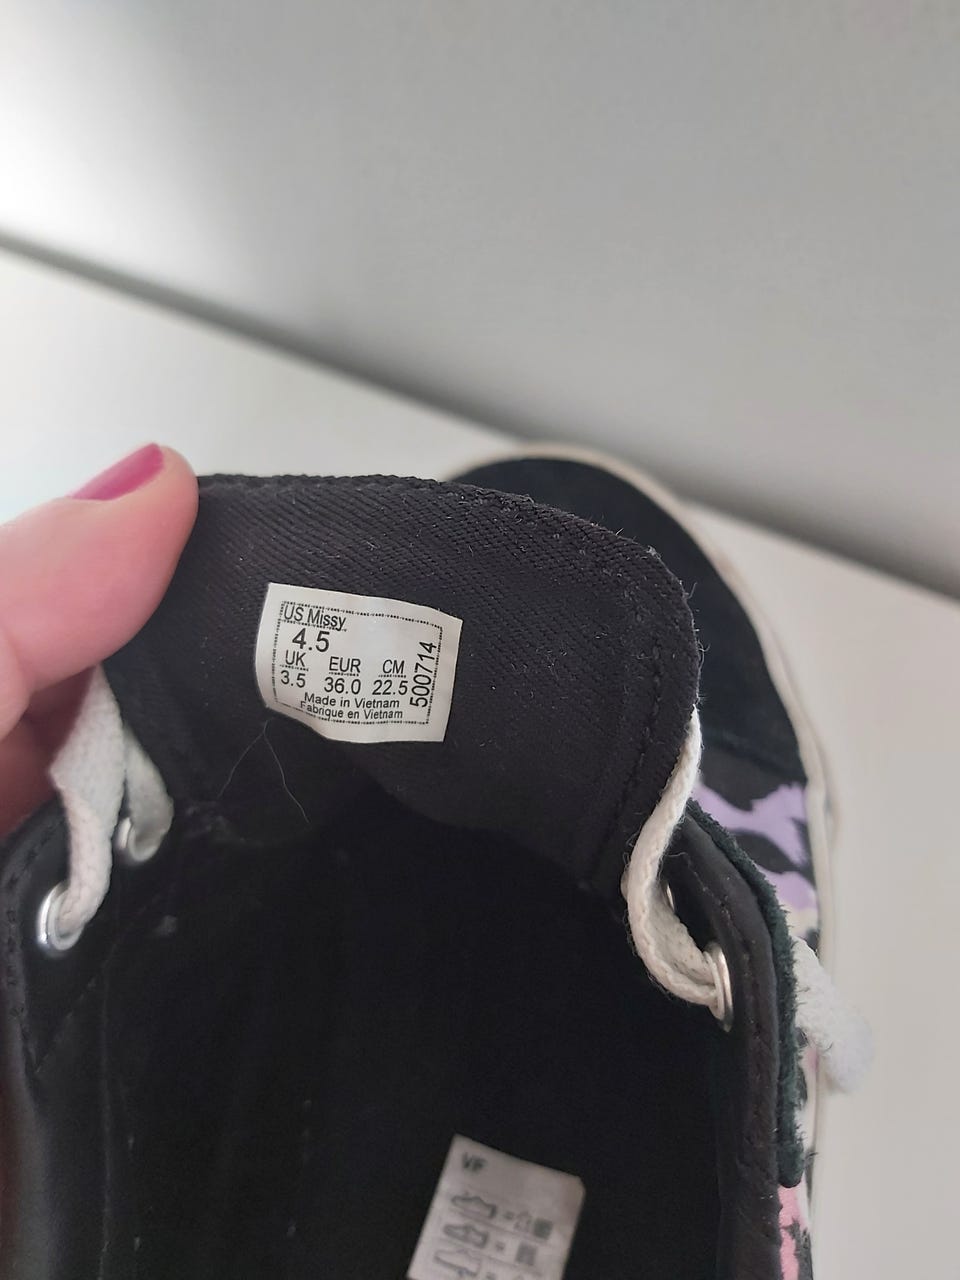 US Missy
4.5
UK EUR CM
3.5 36.0 22.5
Made in Vietnam
Fabrique en Vietnam
500714
VF